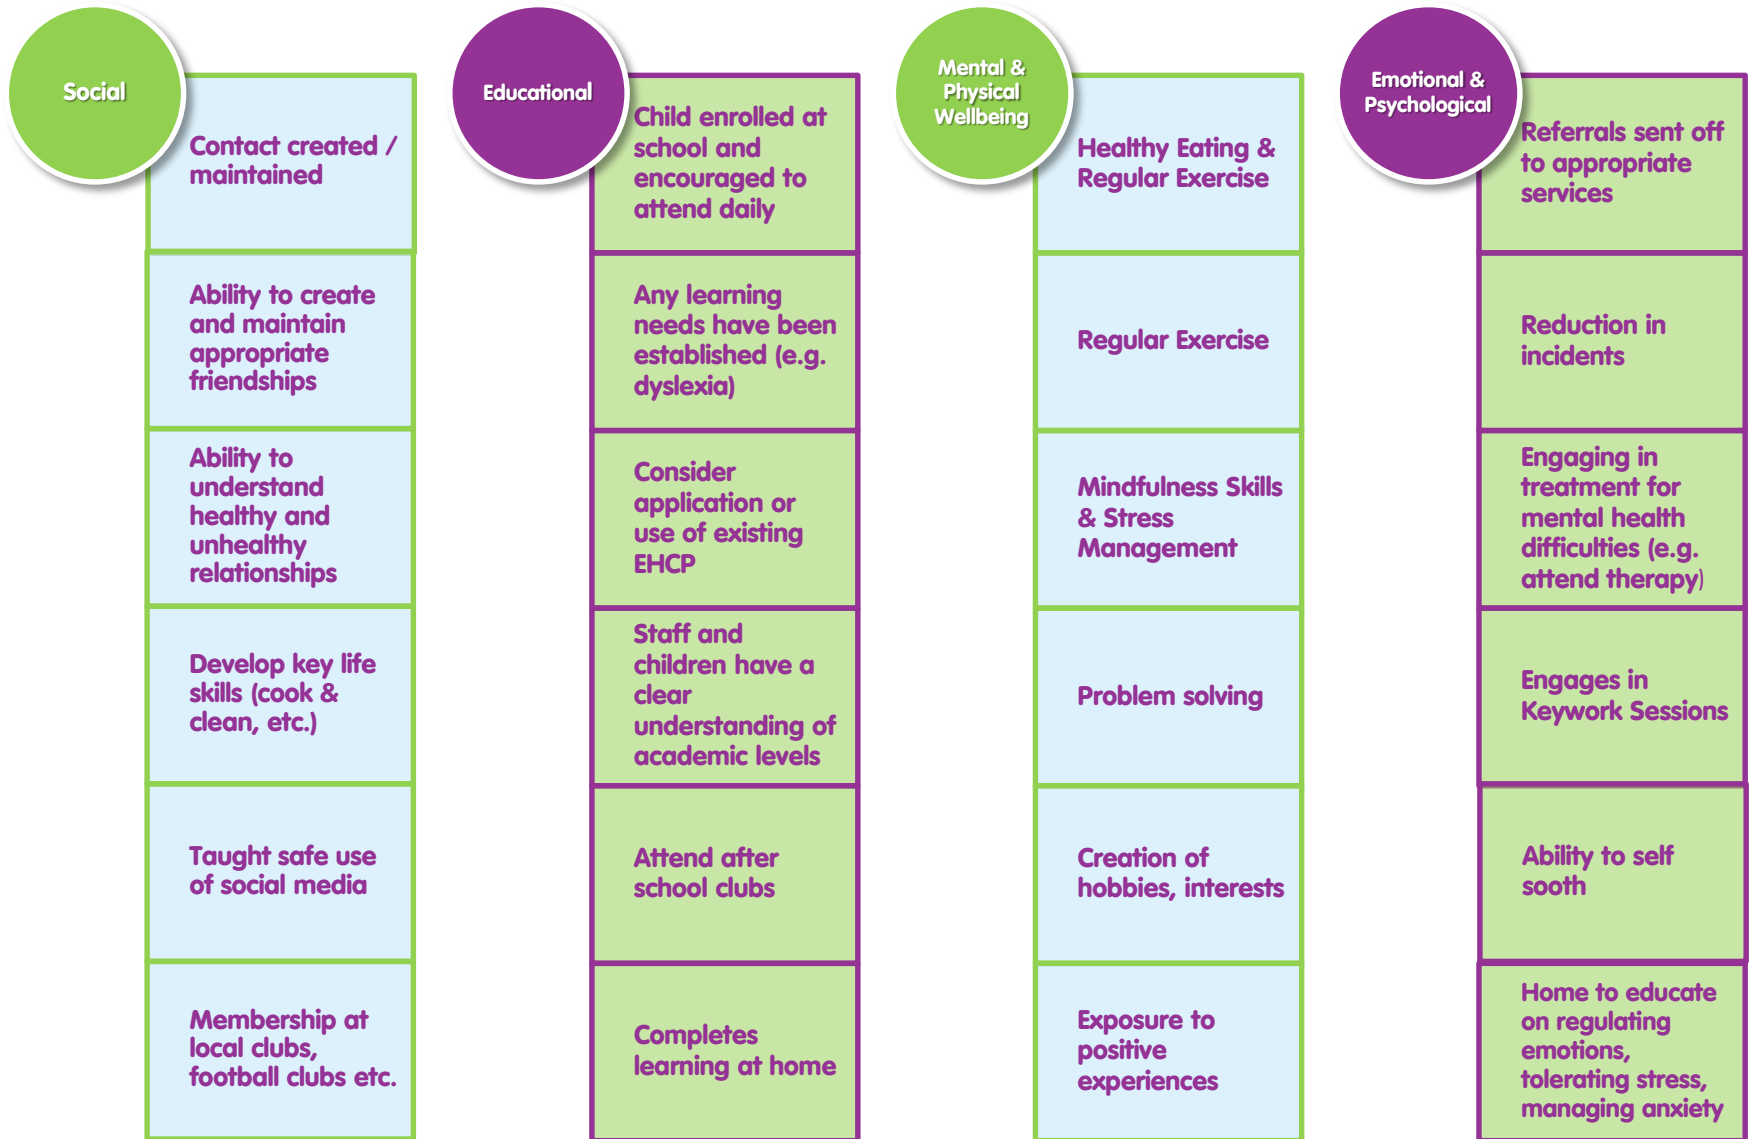 Social
Contact created /
maintained
Ability to create
and maintain
appropriate
friendships
Ability to
understand
healthy and
unhealthy
relationships
Develop key life
skills (cook &
clean, etc.)
Taught safe use
of social media
Membership at
local clubs,
football clubs etc.
Educational
Child enrolled at
school and
encouraged to
attend daily
Any learning
needs have been
established (e.g.
dyslexia)
Consider
application or
use of existing
EHCP
Staff and
children have a
clear
understanding of
academic levels
Attend after
school clubs
Completes
learning at home
Mental &
Physical
Wellbeing
Healthy Eating &
Regular Exercise
Regular Exercise
Mindfulness Skills
& Stress
Management
Problem solving
Creation of
hobbies, interests
Exposure to
positive
experiences
Emotional &
Psychological
Referrals sent off
to appropriate
services
Reduction in
incidents
Engaging in
treatment for
mental health
difficulties (e.g.
attend therapy)
Engages in
Keywork Sessions
Ability to self
sooth
Home to educate
on regulating
emotions,
tolerating stress,
managing anxiety